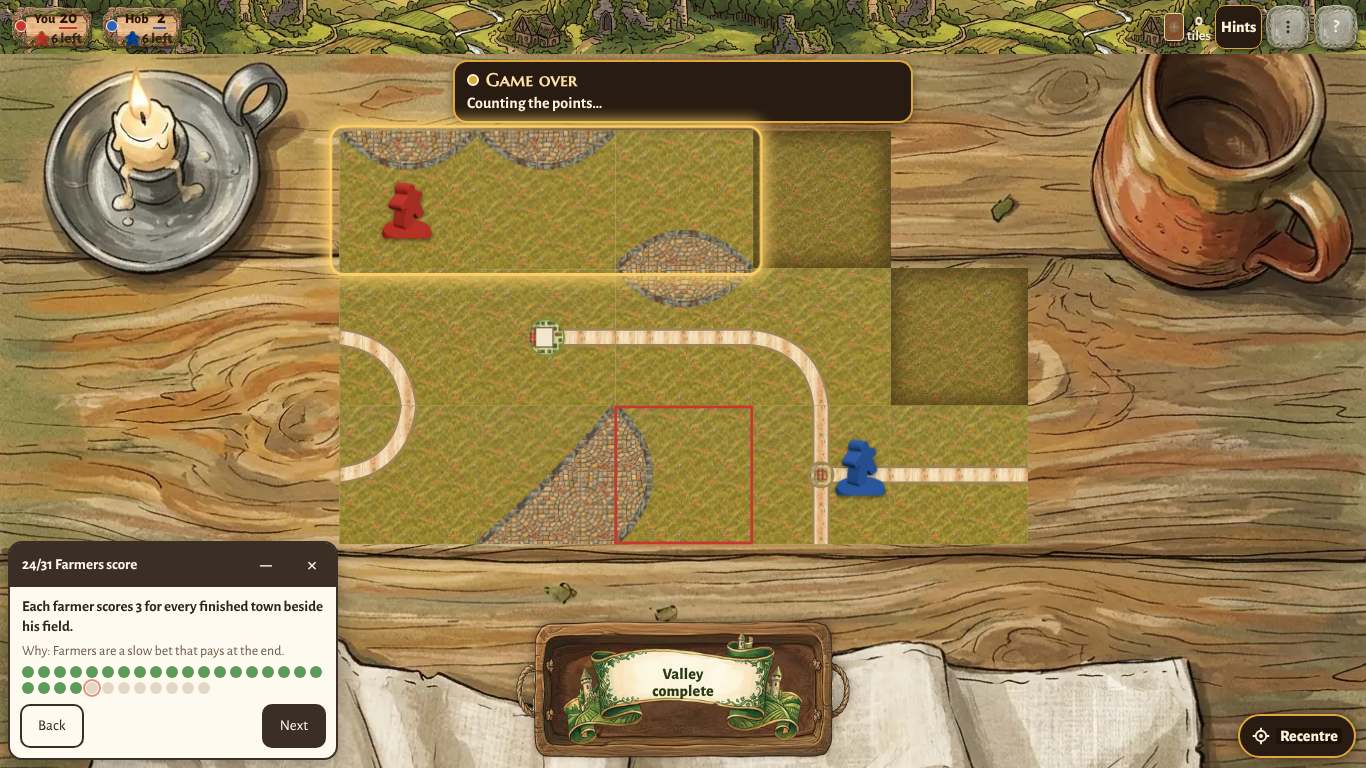 You 20
6 left
Hob 2
6 left
0
tiles
Hints
?
Game over
Counting the points…
24/31 Farmers score
Each farmer scores 3 for every finished town beside
his field.
Why: Farmers are a slow bet that pays at the end.
Back
Next
Valley
complete
Recentre